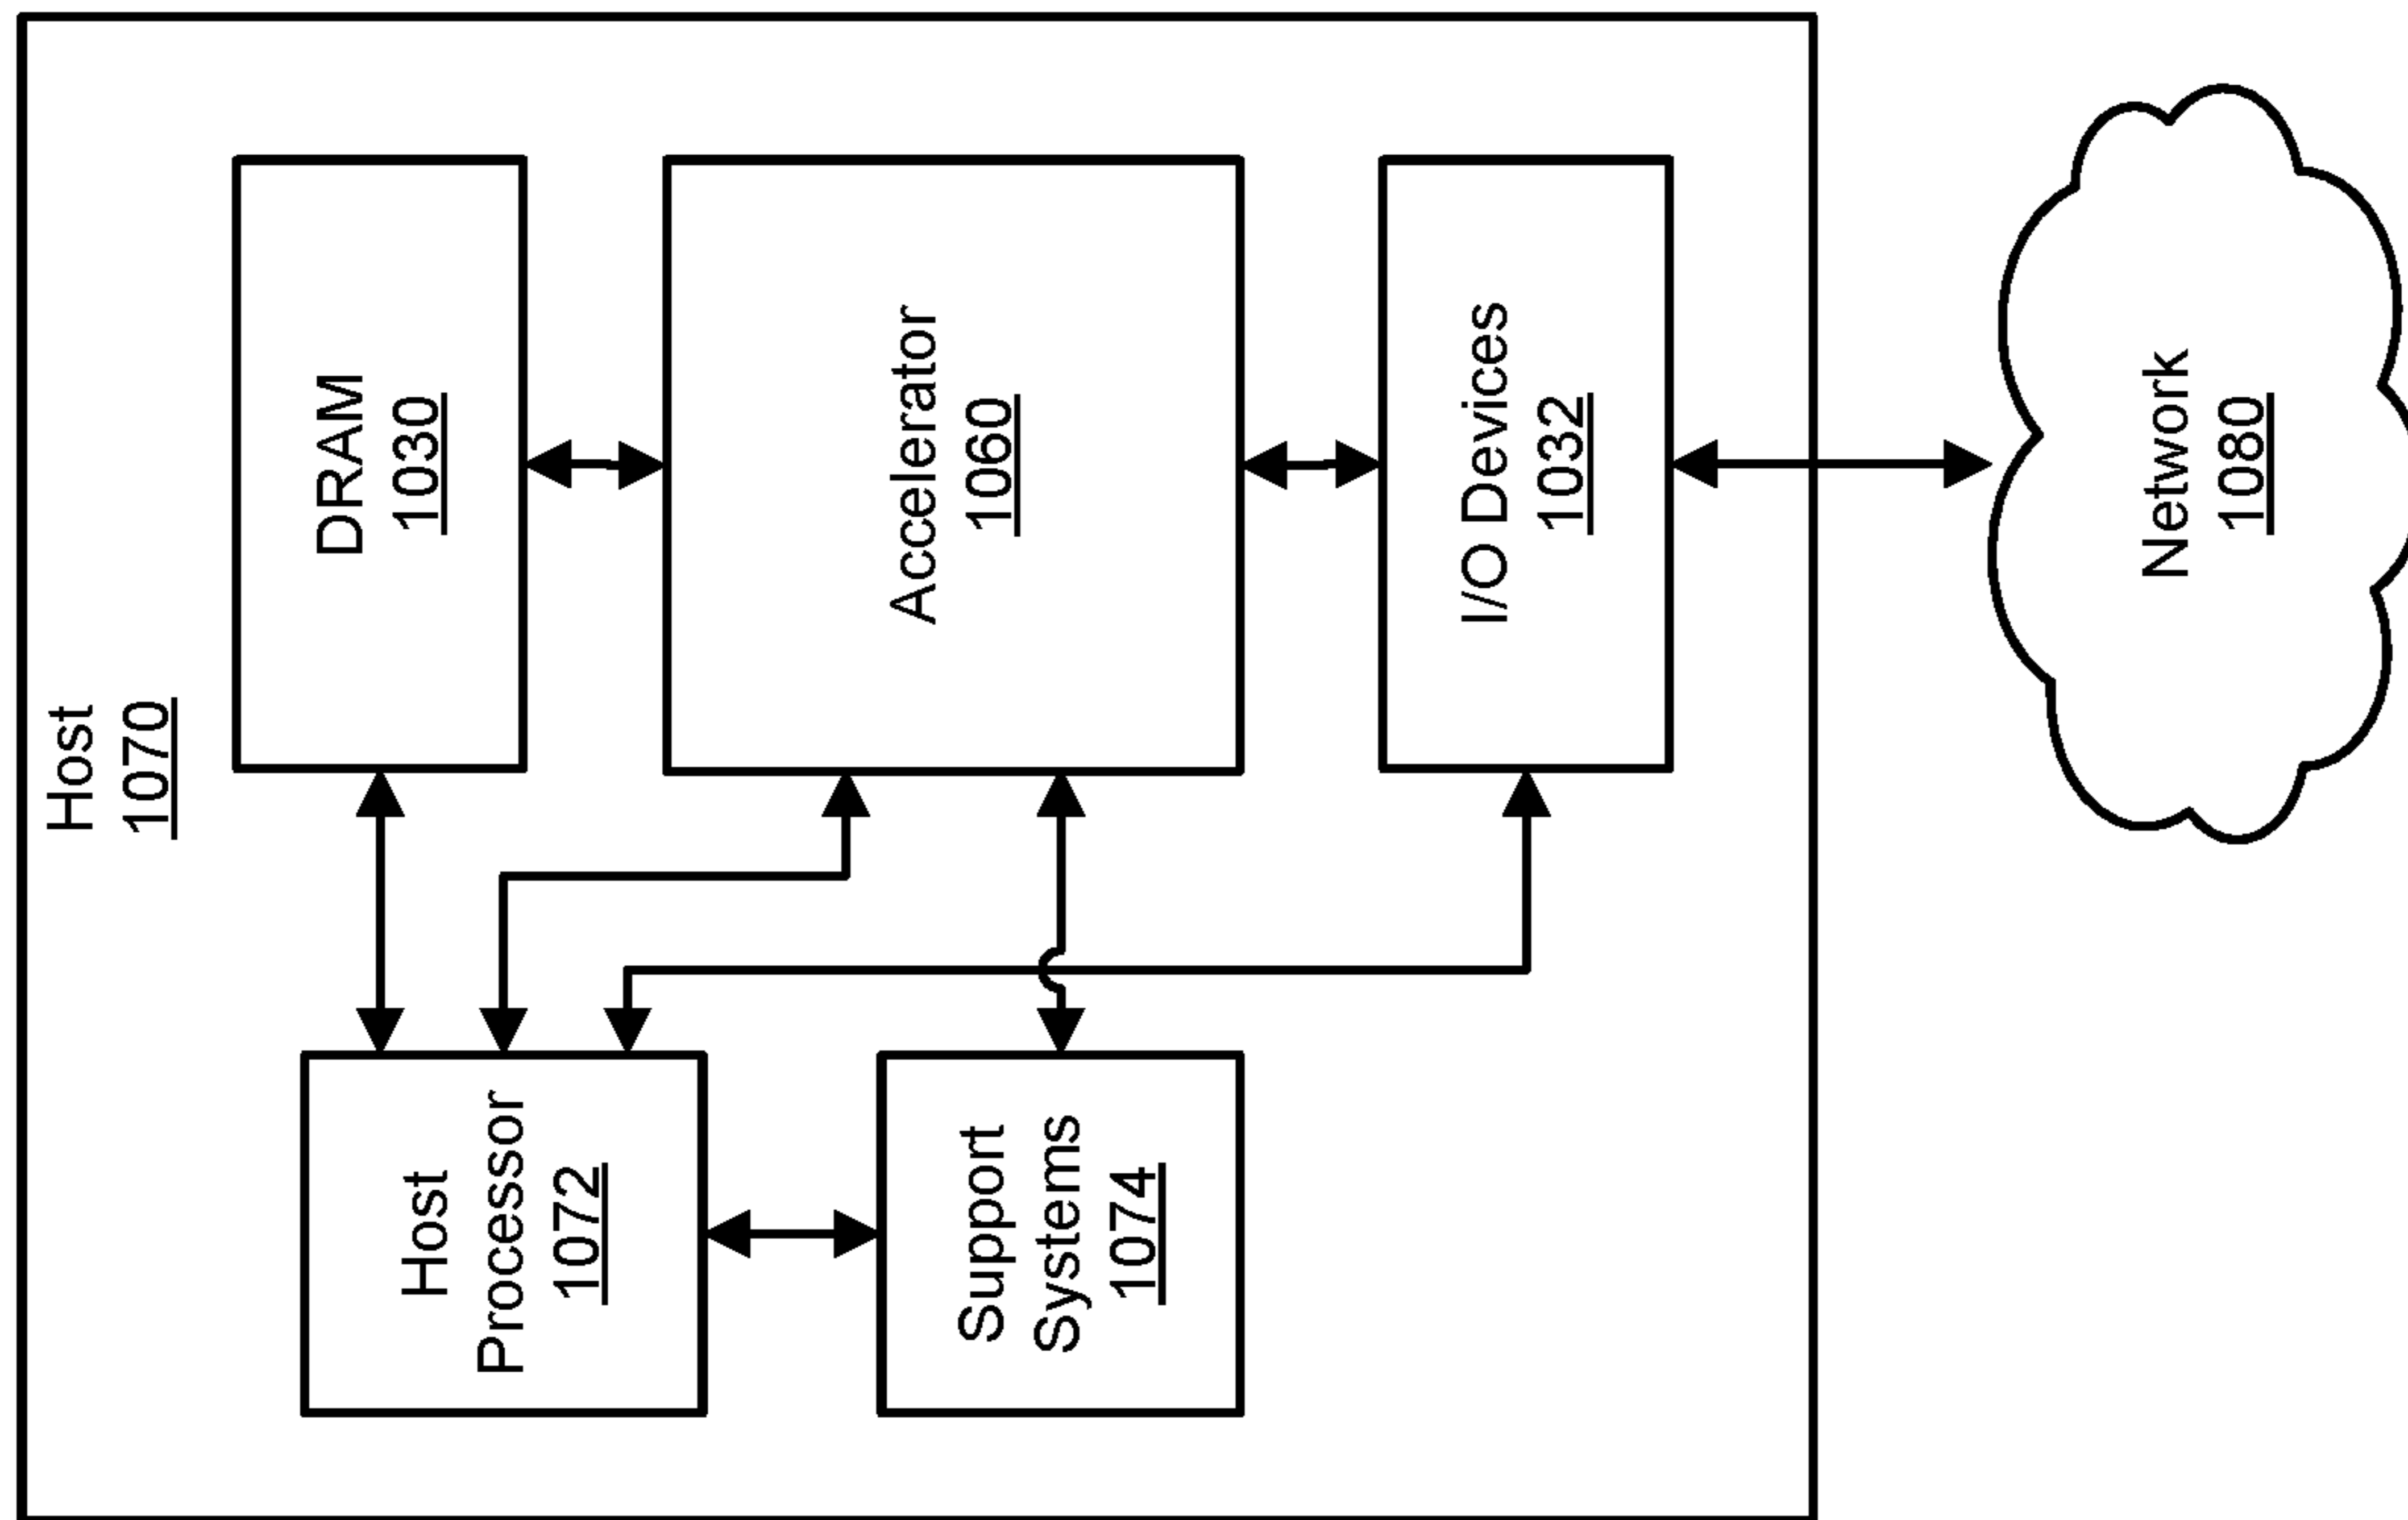 Host
1070
Host
Processor
1072
Support
Systems
1074
DRAM
1030
Accelerator
1060
I/O Devices
1032
Network
1080